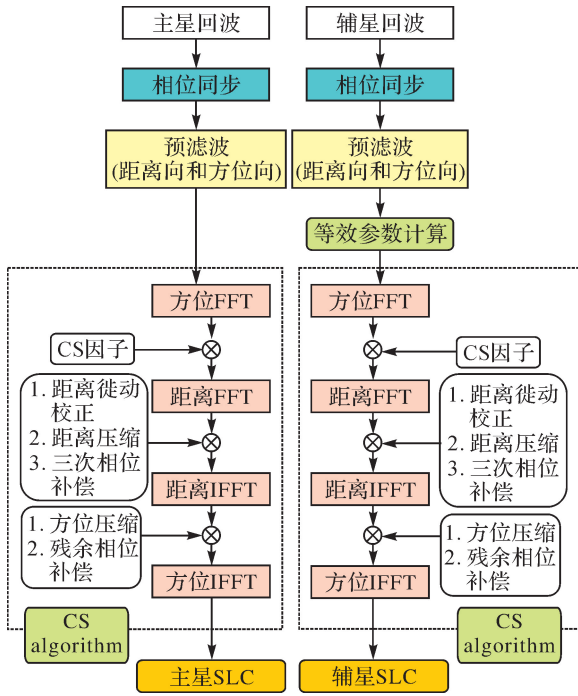 主星回波
相位同步
预滤波
(距离向和方位向)
方位FFT
CS因子
距离FFT
1. 距离徙动
校正
2. 距离压缩
3. 三次相位
补偿
距离IFFT
1. 方位压缩
2. 残余相位
补偿
方位IFFT
CS
algorithm
主星SLC
辅星回波
相位同步
预滤波
(距离向和方位向)
等效参数计算
方位FFT
CS因子
距离FFT
1. 距离徙动
校正
2. 距离压缩
3. 三次相位
补偿
距离IFFT
1. 方位压缩
2. 残余相位
补偿
方位IFFT
CS
algorithm
辅星SLC